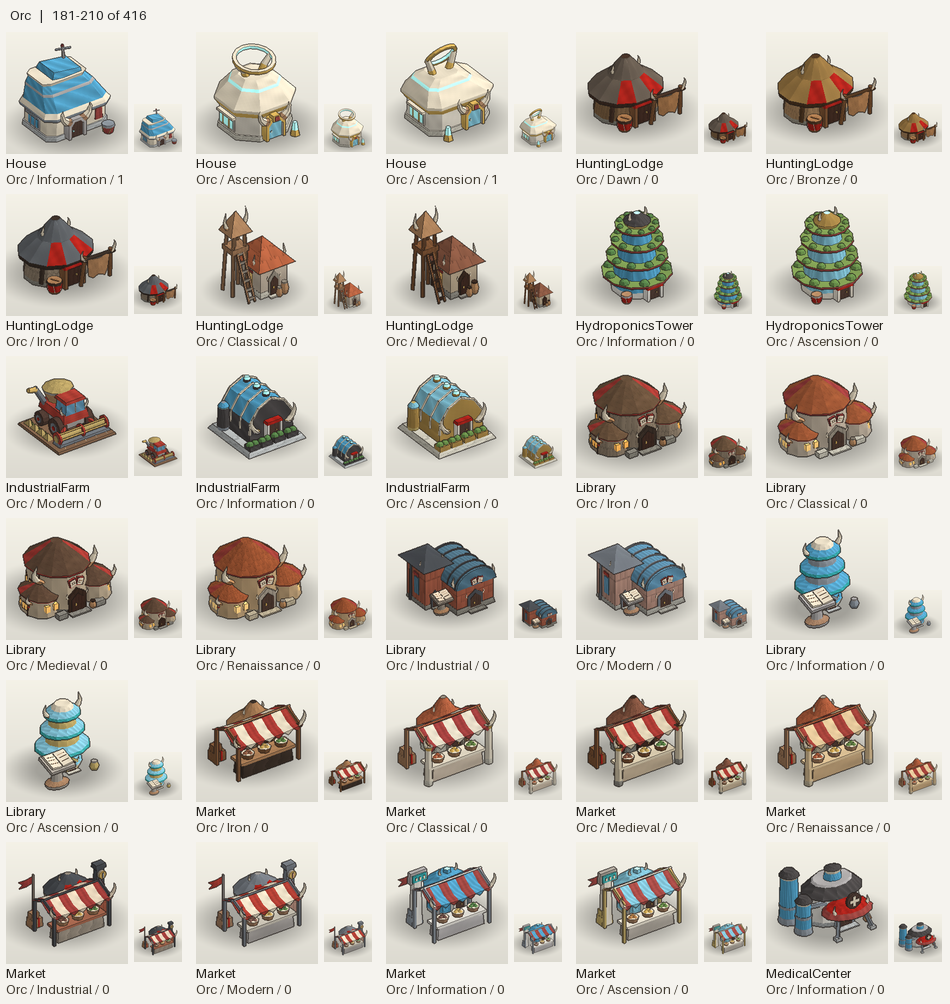 Orc | 181-210 of 416
House
Orc / Information / 1
House
Orc / Ascension / 0
House
Orc / Ascension / 1
HuntingLodge
Orc / Dawn / 0
HuntingLodge
Orc / Bronze / 0
HuntingLodge
Orc / Iron / 0
HuntingLodge
Orc / Classical / 0
HuntingLodge
Orc / Medieval / 0
HydroponicsTower
Orc / Information / 0
HydroponicsTower
Orc / Ascension / 0
IndustrialFarm
Orc / Modern / 0
IndustrialFarm
Orc / Information / 0
IndustrialFarm
Orc / Ascension / 0
Library
Orc / Iron / 0
Library
Orc / Classical / 0
Library
Orc / Medieval / 0
Library
Orc / Renaissance / 0
Library
Orc / Industrial / 0
Library
Orc / Modern / 0
Library
Orc / Information / 0
Library
Orc / Ascension / 0
Market
Orc / Iron / 0
Market
Orc / Classical / 0
Market
Orc / Medieval / 0
Market
Orc / Renaissance / 0
Market
Orc / Industrial / 0
Market
Orc / Modern / 0
Market
Orc / Information / 0
Market
Orc / Ascension / 0
MedicalCenter
Orc / Information / 0